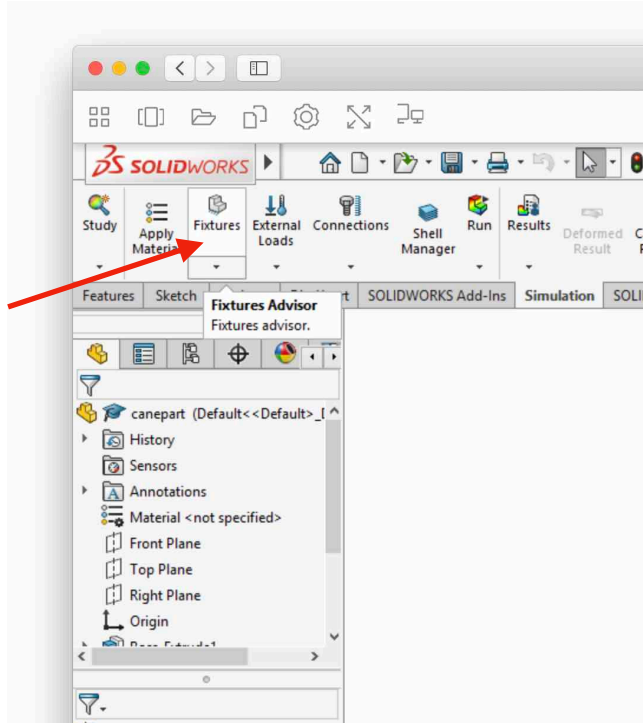 SOLIDWORKS
Study
Apply
Material
Fixtures
External
Loads
Connections
Shell
Manager
Run
Results
Deformed
Result
Features
Sketch
SOLIDWORKS Add-Ins
Simulation
SOLI
Fixtures Advisor
Fixtures advisor.
canepart (Default<<Default>_
History
Sensors
Annotations
Material <not specified>
Front Plane
Top Plane
Right Plane
Origin